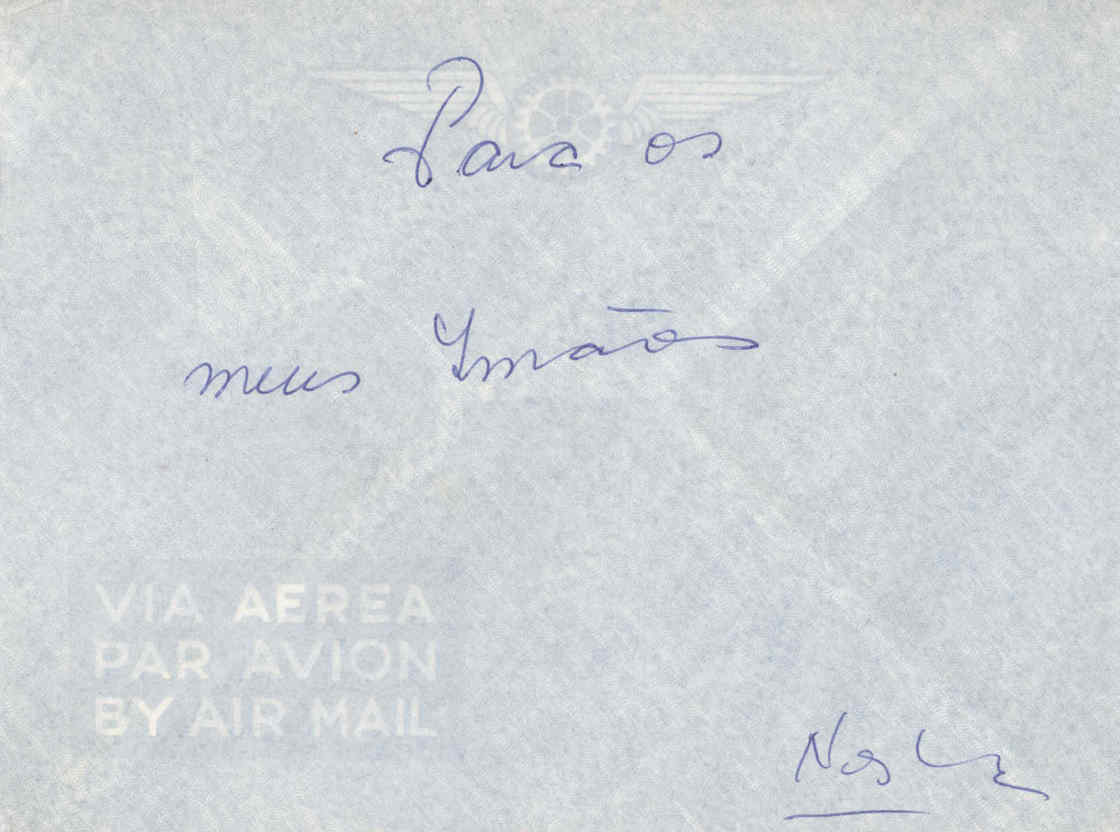 Para os
meus Irmãos
VIA AEREA
PAR AVION
BY AIR MAIL